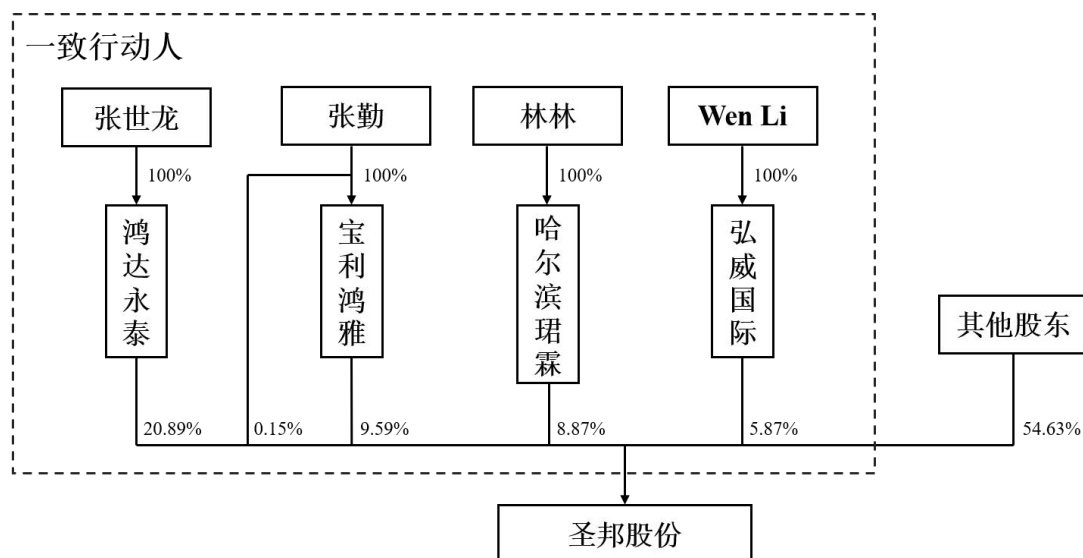 一致行动人
张世龙
张勤
林林
Wen Li
100%
100%
100%
100%
鸿达永泰
宝利鸿雅
哈尔滨珺霖
弘威国际
其他股东
20.89%
0.15%
9.59%
8.87%
5.87%
54.63%
圣邦股份